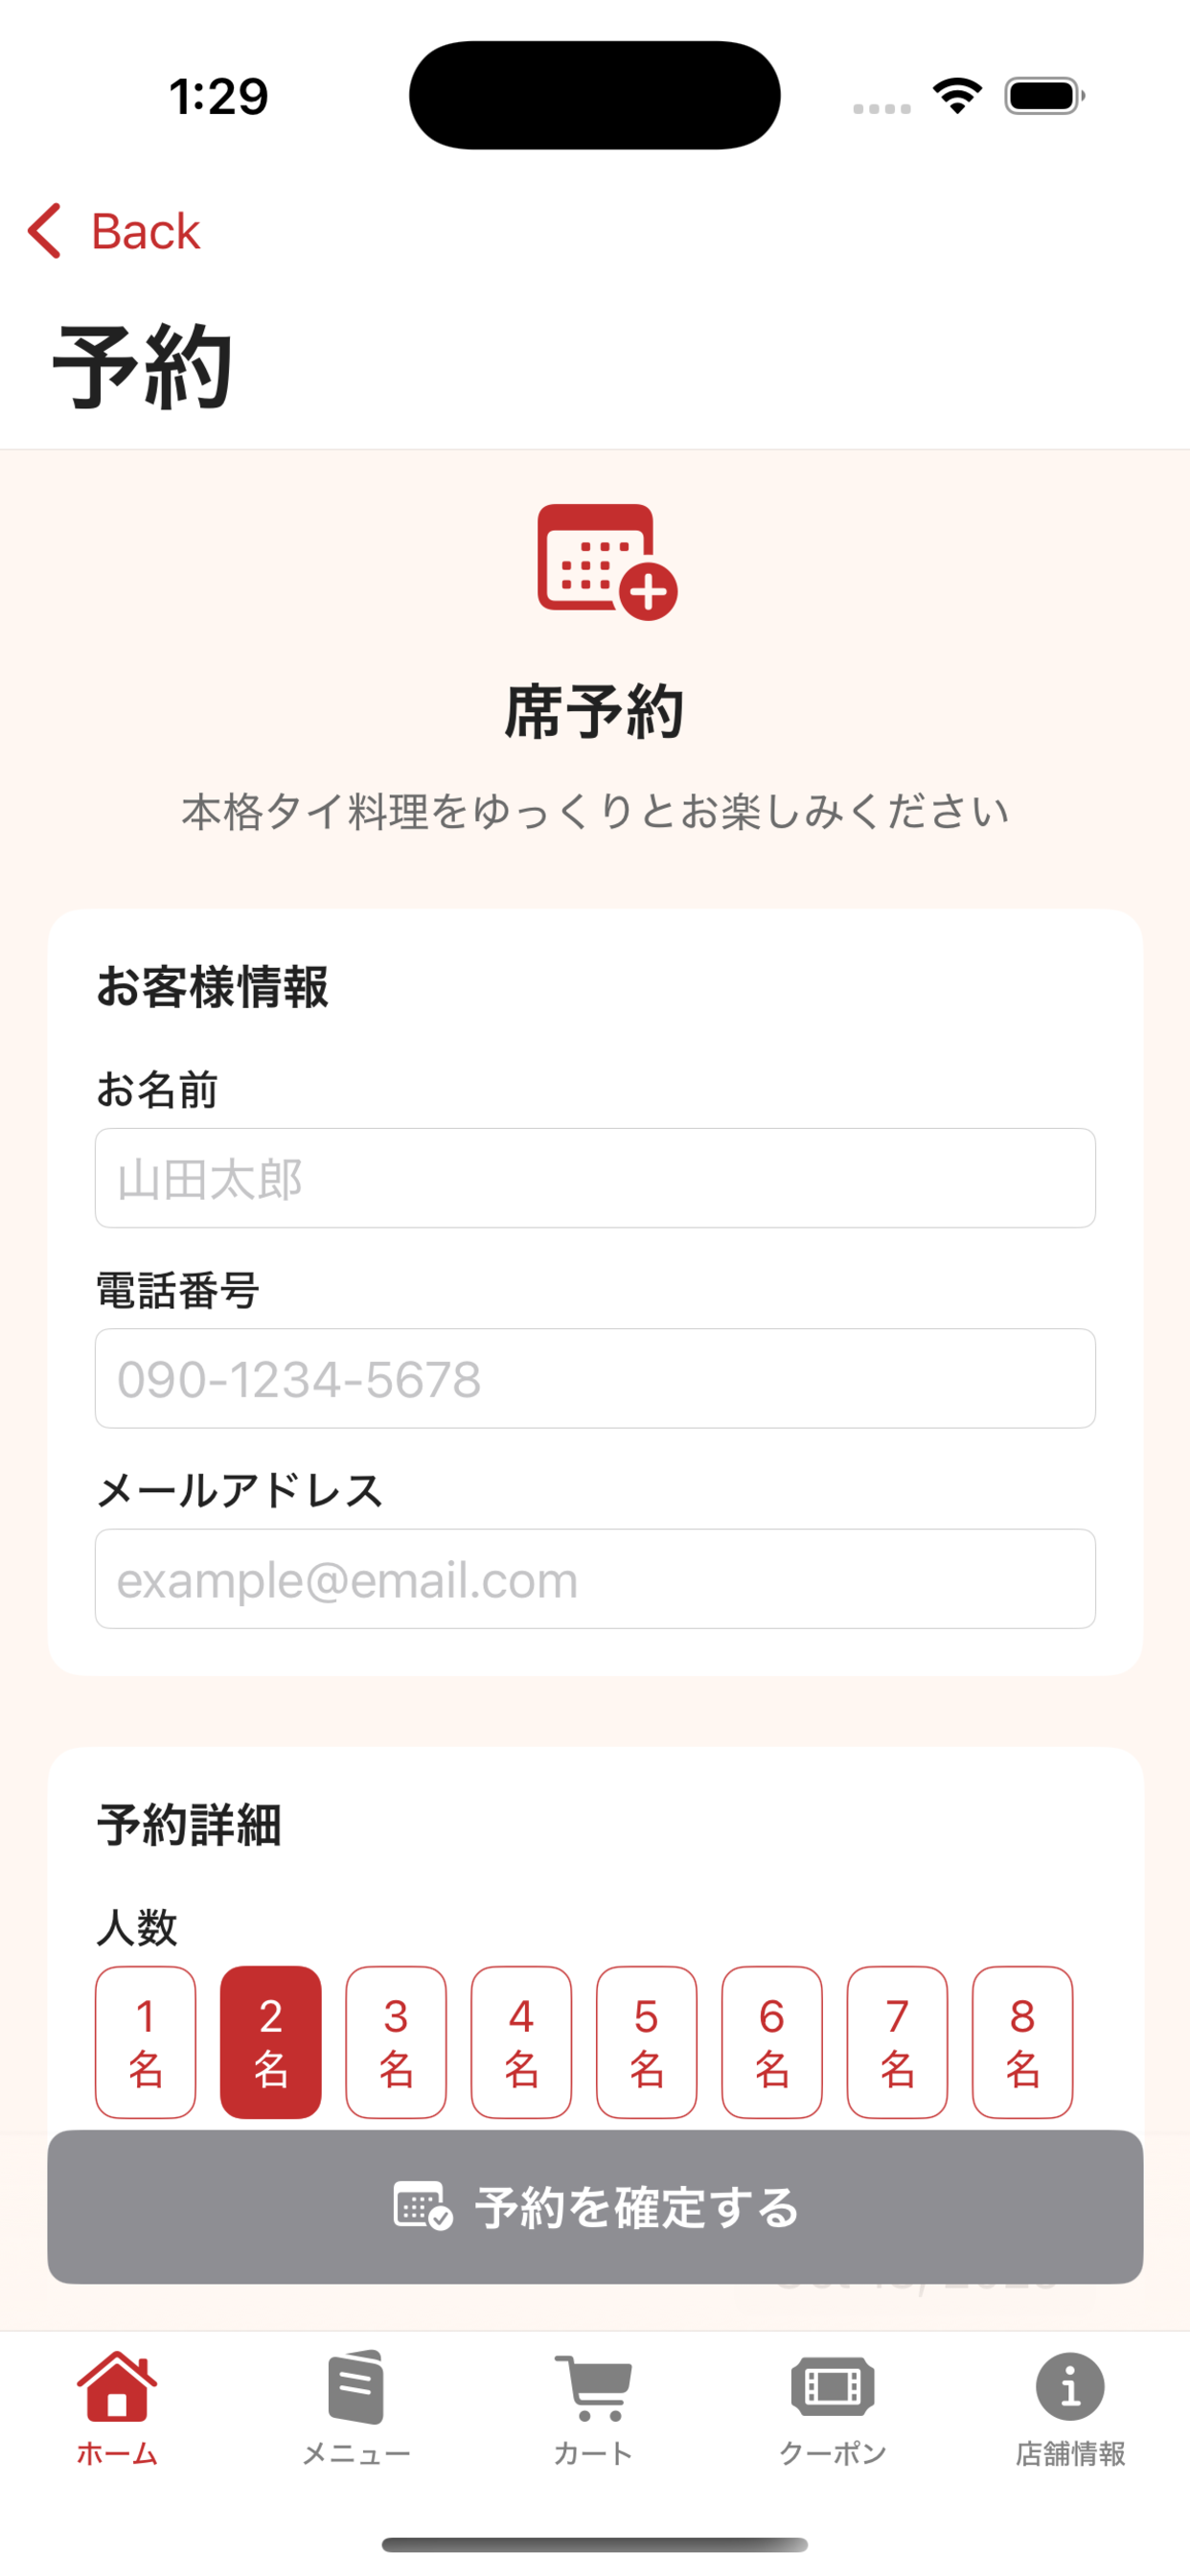 1:29
Back
予約
席予約
本格タイ料理をゆっくりとお楽しみください
お客様情報
お名前
山田太郎
電話番号
090-1234-5678
メールアドレス
example@email.com
予約詳細
人数
1名 2名 3名 4名 5名 6名 7名 8名
予約を確定する
ホーム メニュー カート クーポン 店舗情報